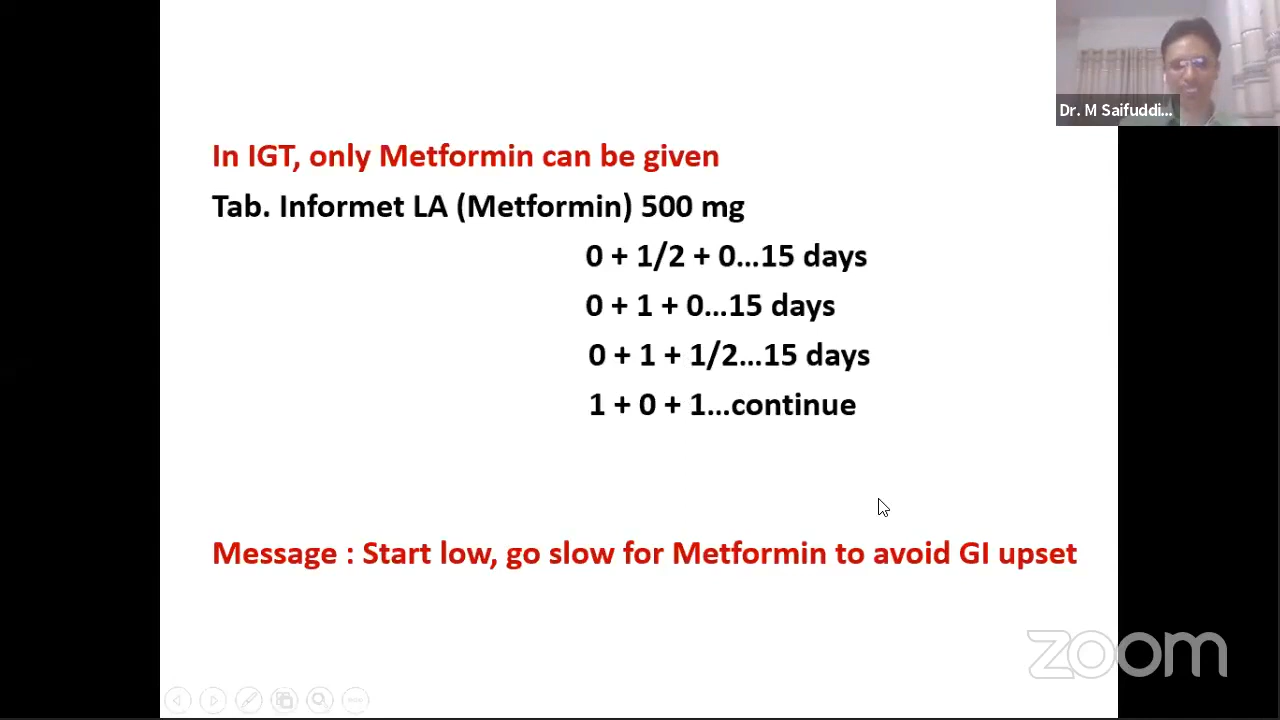 Dr. M Saifuddi...
In IGT, only Metformin can be given
Tab. Informet LA (Metformin) 500 mg
0 + 1/2 + 0...15 days
0 + 1 + 0...15 days
0 + 1 + 1/2...15 days
1 + 0 + 1...continue
Message : Start low, go slow for Metformin to avoid GI upset
zoom